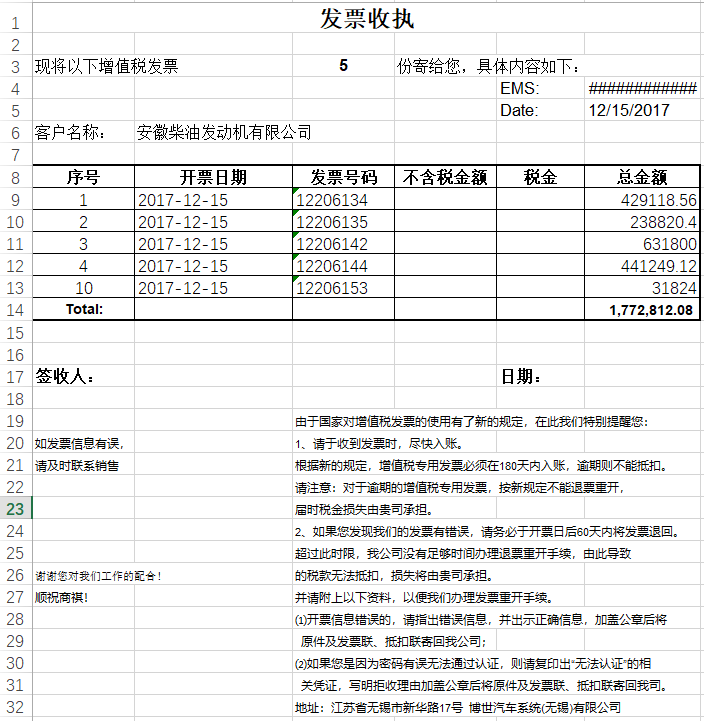 1 发票收执
2
3 现将以下增值税发票 5 份寄给您，具体内容如下：
4 EMS: ############
5 Date: 12/15/2017
6 客户名称： 安徽柴油发动机有限公司
7
8 序号 开票日期 发票号码 不含税金额 税金 总金额
9 1 2017-12-15 12206134 429118.56
10 2 2017-12-15 12206135 238820.4
11 3 2017-12-15 12206142 631800
12 4 2017-12-15 12206144 441249.12
13 10 2017-12-15 12206153 31824
14 Total: 1,772,812.08
15
16
17 签收人： 日期：
18
19 由于国家对增值税发票的使用有了新的规定，在此我们特别提醒您：
20 如发票信息有误， 1、请于收到发票时，尽快入账。
21 请及时联系销售 根据新的规定，增值税专用发票必须在180天内入账，逾期则不能抵扣。
22 请注意：对于逾期的增值税专用发票，按新规定不能退票重开，
23 届时税金损失由贵司承担。
24 2、如果您发现我们的发票有错误，请务必于开票日后60天内将发票退回。
25 超过此时限，我公司没有足够时间办理退票重开手续，由此导致
26 谢谢您对我们工作的配合！ 的税款无法抵扣，损失将由贵司承担。
27 顺祝商祺！ 并请附上以下资料，以便我们办理发票重开手续。
28 (1)开票信息错误的，请指出错误信息，并出示正确信息，加盖公章后将
29 原件及发票联、抵扣联寄回我公司；
30 (2)如果您是因为密码有误无法通过认证，则请复印出“无法认证”的相
31 关凭证，写明拒收理由加盖公章后将原件及发票联、抵扣联寄回我司。
32 地址：江苏省无锡市新华路17号 博世汽车系统(无锡)有限公司